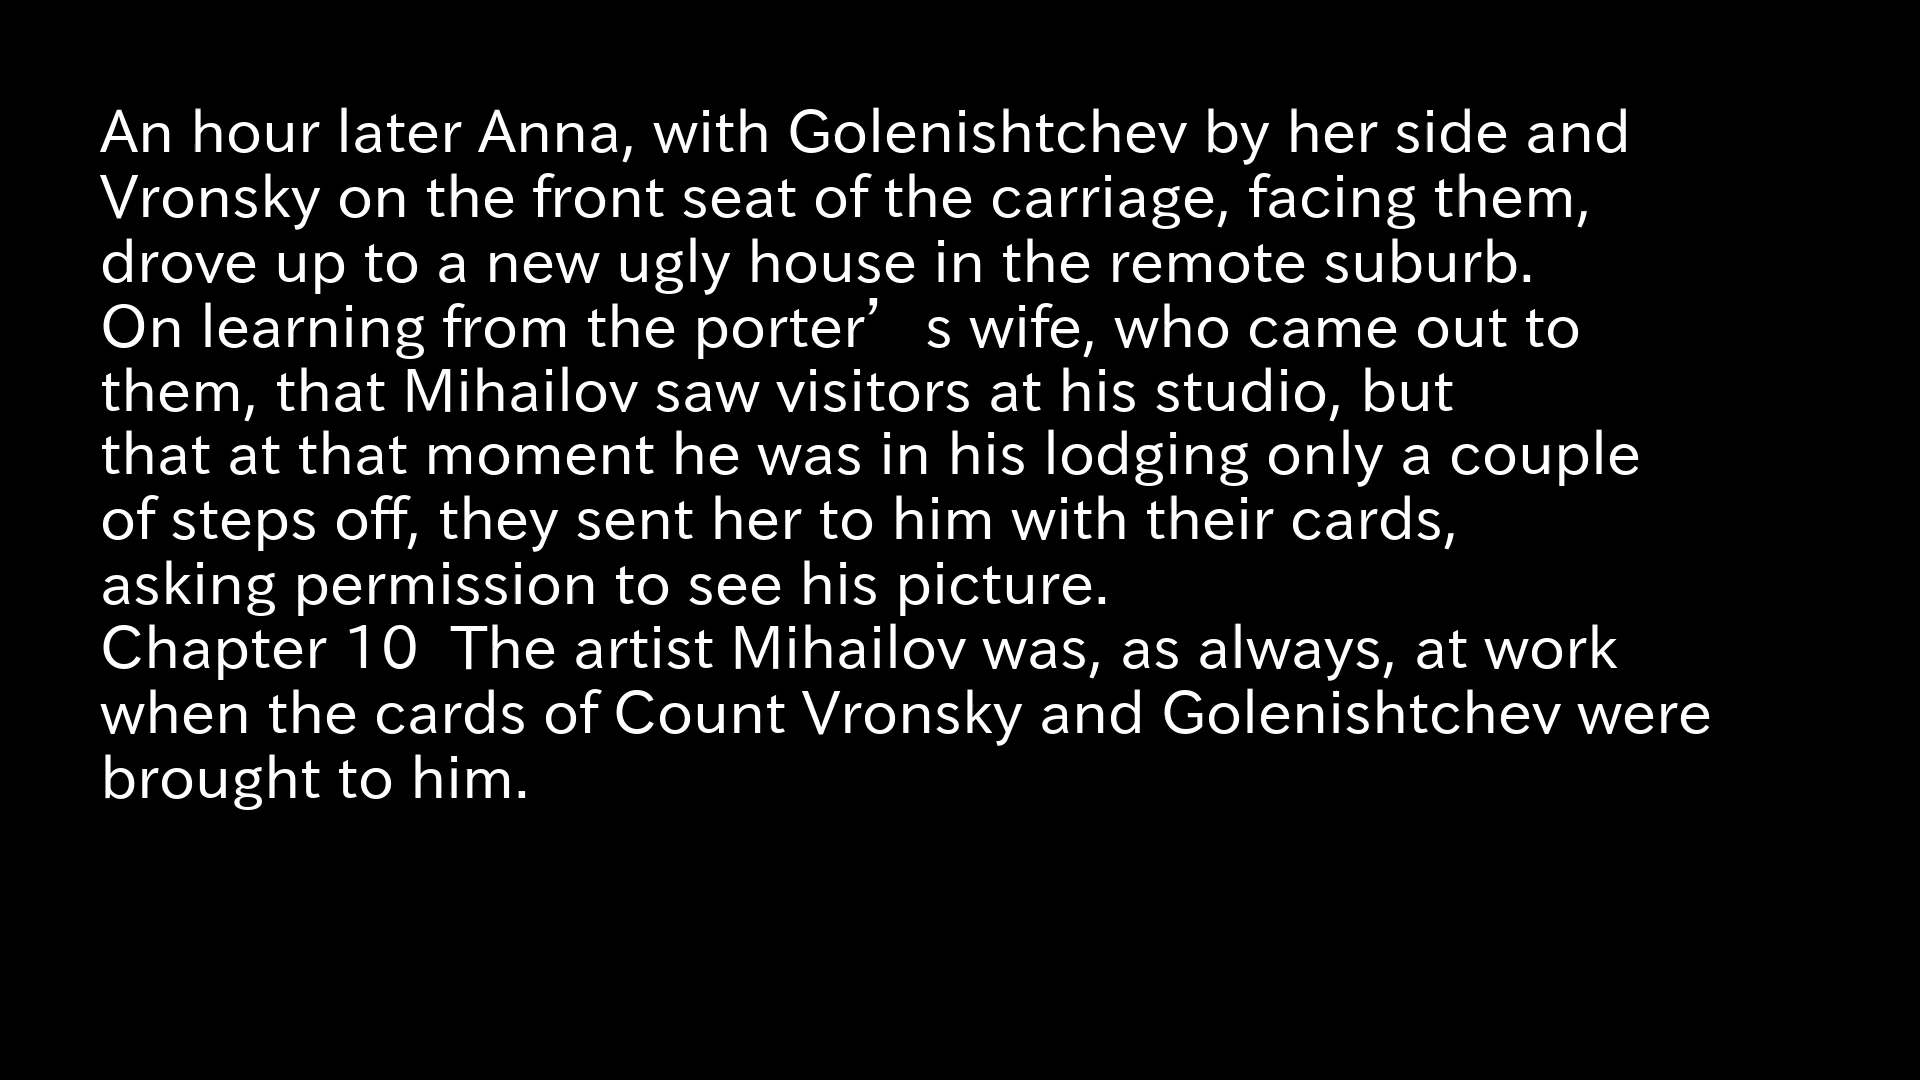 An hour later Anna, with Golenishtchev by her side and
Vronsky on the front seat of the carriage, facing them,
drove up to a new ugly house in the remote suburb.
On learning from the porter’s wife, who came out to
them, that Mihailov saw visitors at his studio, but
that at that moment he was in his lodging only a couple
of steps off, they sent her to him with their cards,
asking permission to see his picture.
Chapter 10  The artist Mihailov was, as always, at work
when the cards of Count Vronsky and Golenishtchev were
brought to him.